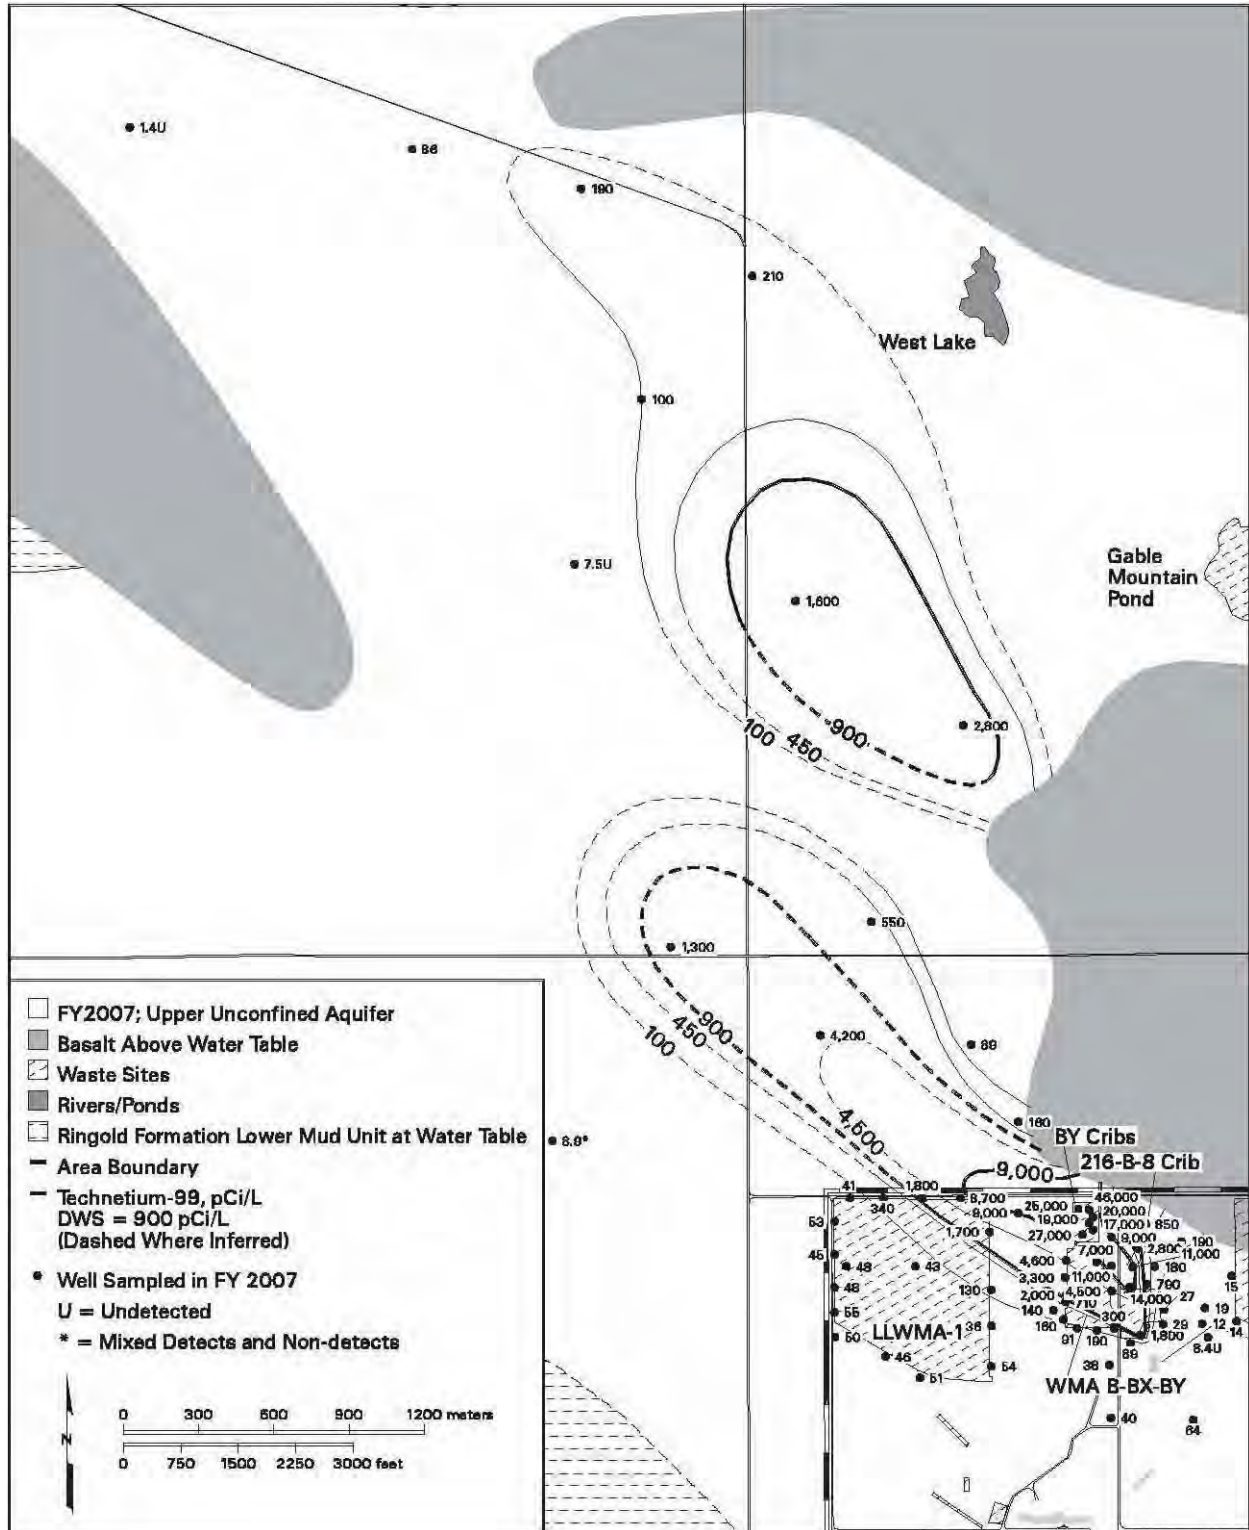 1.4U
86
190
210
West Lake
100
7.5U
Gable
Mountain
Pond
1,600
2,800
900
450
100
550
1,300
900
450
100
4,200
89
4,500
160
8.9*
BY Cribs
216-B-8 Crib
9,000
FY2007; Upper Unconfined Aquifer
Basalt Above Water Table
Waste Sites
Rivers/Ponds
Ringold Formation Lower Mud Unit at Water Table
Area Boundary
Technetium-99, pCi/L
DWS = 900 pCi/L
(Dashed Where Inferred)
Well Sampled in FY 2007
U = Undetected
* = Mixed Detects and Non-detects
0 300 600 900 1200 meters
0 750 1500 2250 3000 feet
N
41
340
1,800
8,700
9,000
25,000
46,000
20,000
19,000
17,000
850
53
1,700
27,000
9,000
2,800
190
11,000
45
48
43
4,600
7,000
180
48
3,300
11,000
790
15
130
2,000
4,500
14,000
27
55
140
710
19
50
36
160
300
29
12
14
LLWMA-1
91
190
1,800
8.4U
46
89
54
38
51
WMA B-BX-BY
40
64